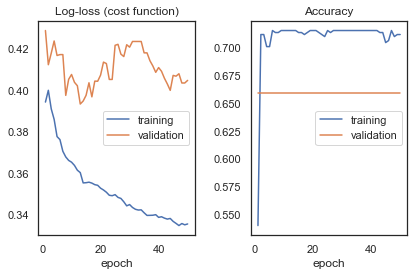 Log-loss (cost function)
0.42
0.40
0.38
0.36
0.34
training
validation
0
20
40
epoch
Accuracy
0.700
0.675
0.650
0.625
0.600
0.575
0.550
training
validation
0
20
40
epoch